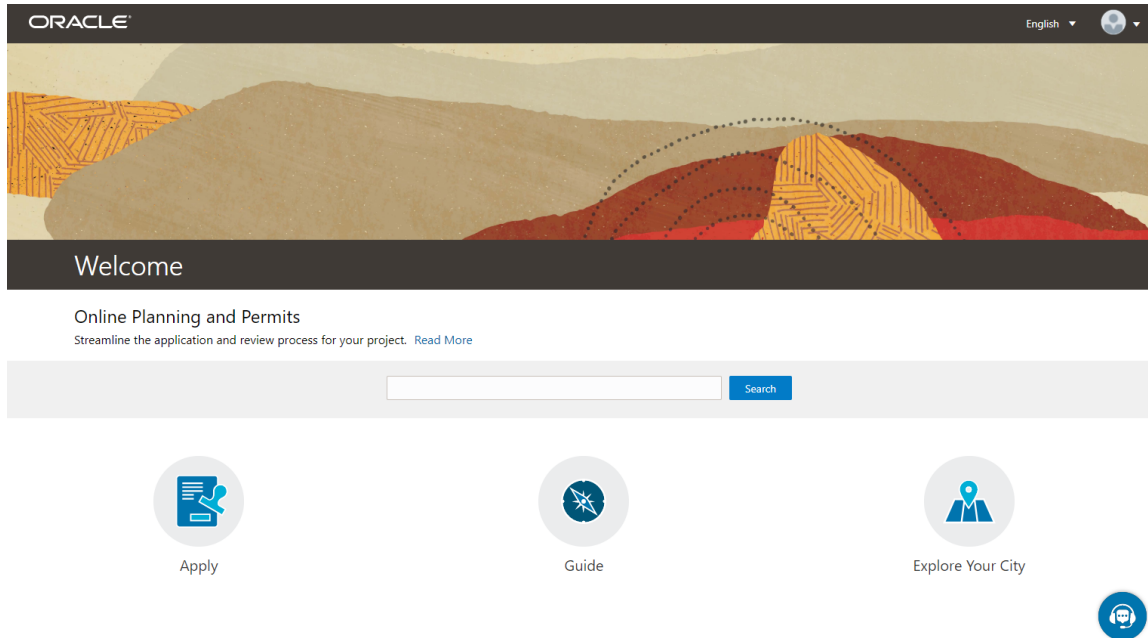 ORACLE
English
Welcome
Online Planning and Permits
Streamline the application and review process for your project. Read More
Search
Apply
Guide
Explore Your City